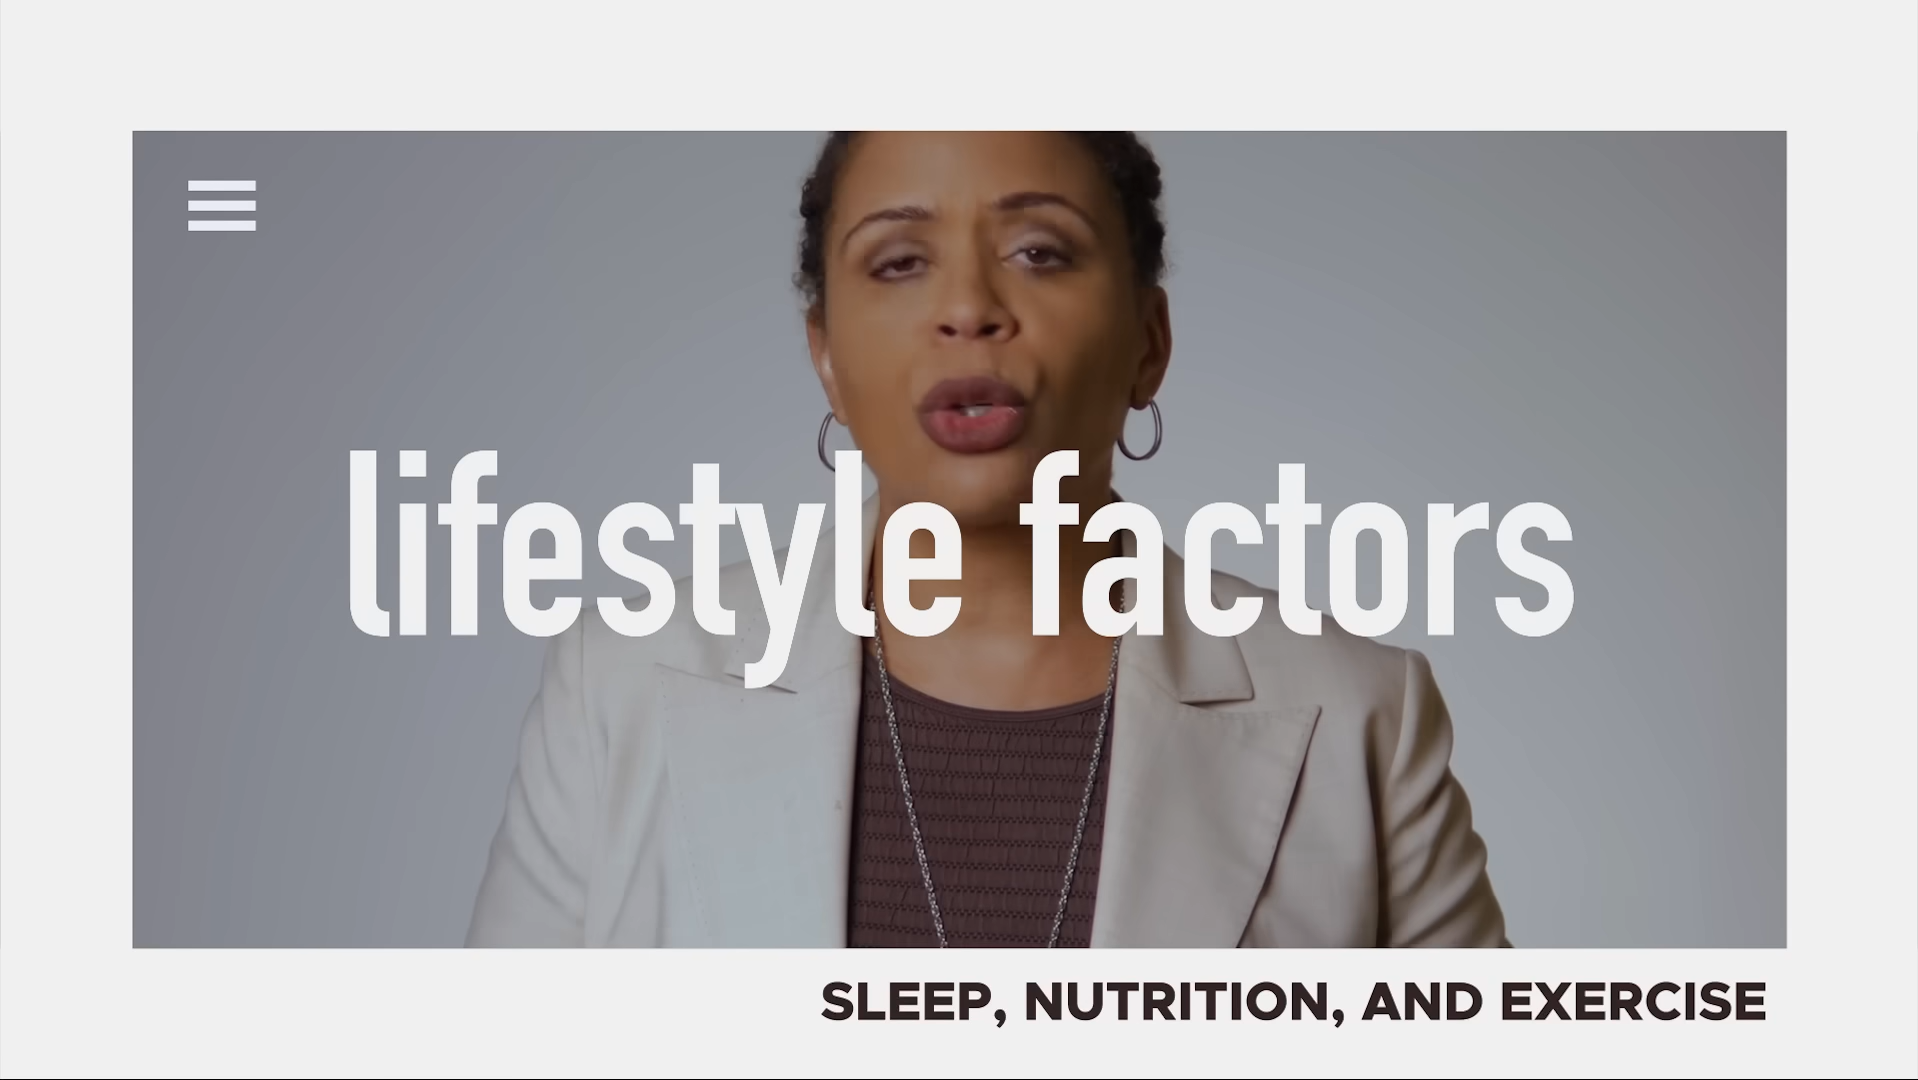 lifestyle factors
SLEEP, NUTRITION, AND EXERCISE